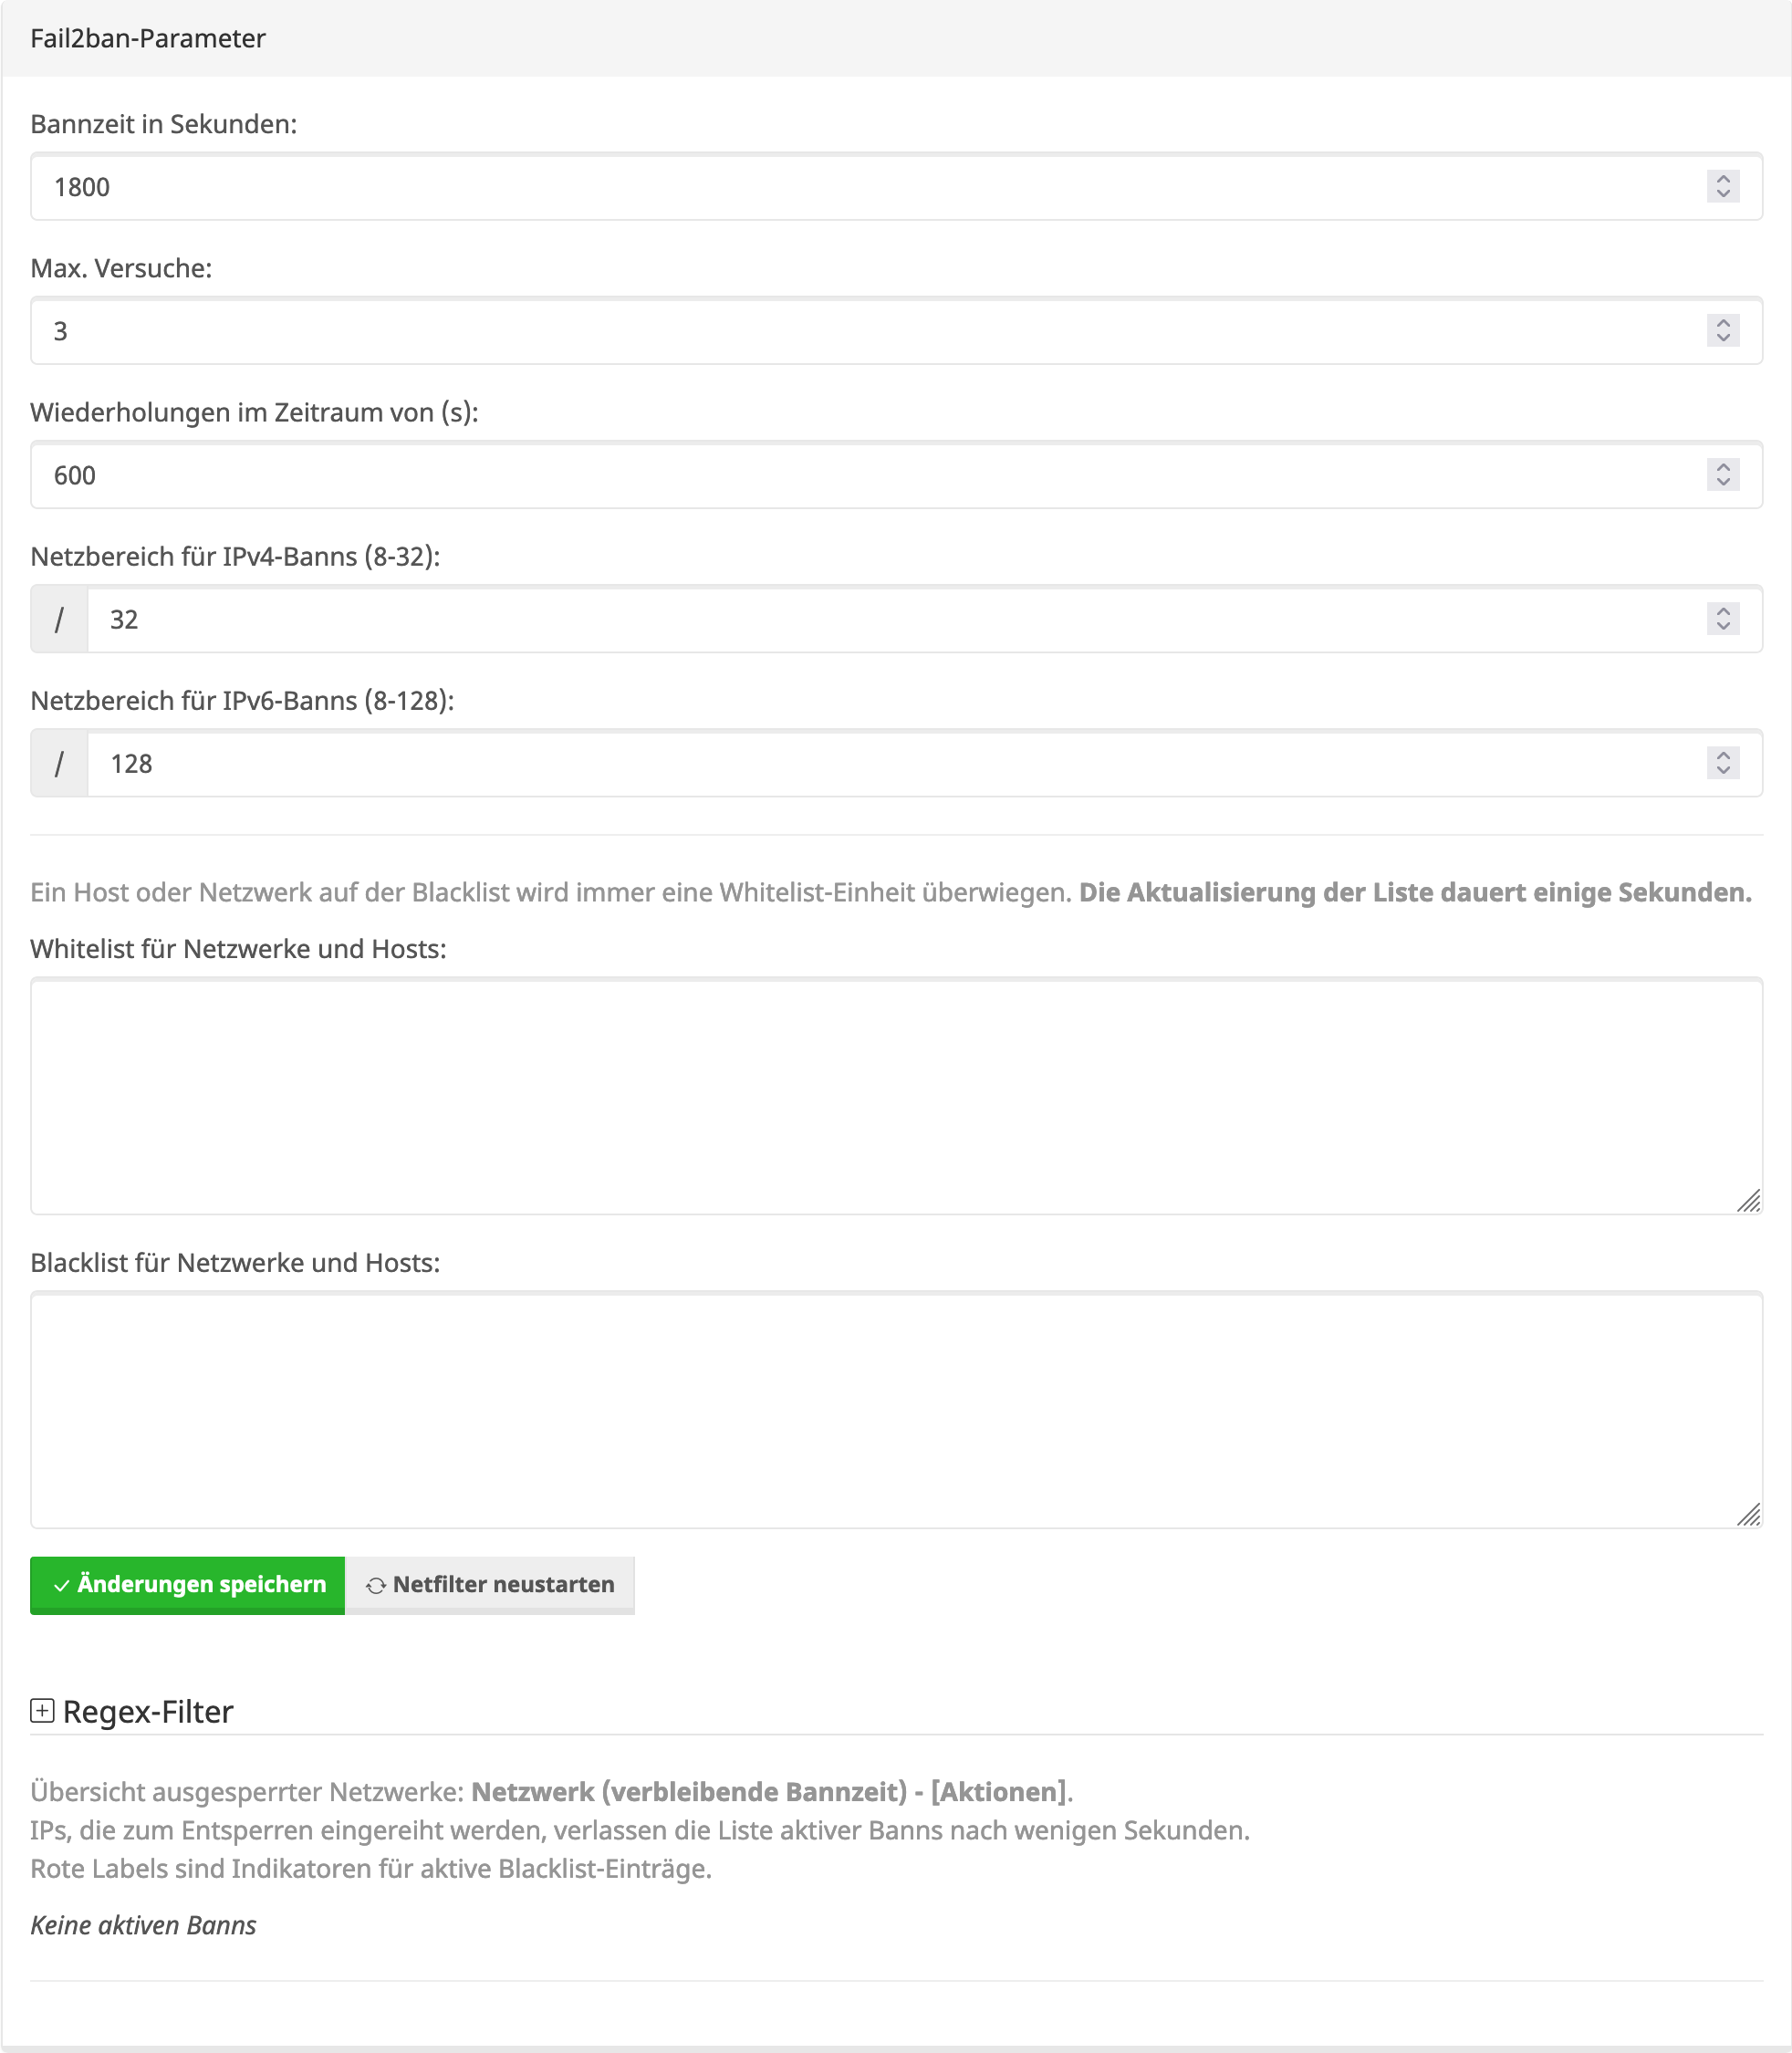 Fail2ban-Parameter
Bannzeit in Sekunden:
1800
Max. Versuche:
3
Wiederholungen im Zeitraum von (s):
600
Netzbereich für IPv4-Banns (8-32):
/ 32
Netzbereich für IPv6-Banns (8-128):
/ 128
Ein Host oder Netzwerk auf der Blacklist wird immer eine Whitelist-Einheit überwiegen. Die Aktualisierung der Liste dauert einige Sekunden.
Whitelist für Netzwerke und Hosts:
Blacklist für Netzwerke und Hosts:
Änderungen speichern Netfilter neustarten
Regex-Filter
Übersicht ausgesperrter Netzwerke: Netzwerk (verbleibende Bannzeit) - [Aktionen].
IPs, die zum Entsperren eingereiht werden, verlassen die Liste aktiver Banns nach wenigen Sekunden.
Rote Labels sind Indikatoren für aktive Blacklist-Einträge.
Keine aktiven Banns